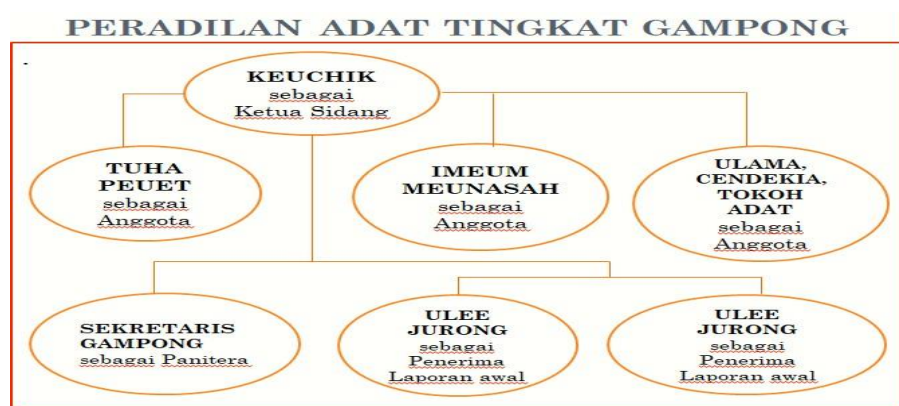 PERADILAN ADAT TINGKAT GAMPONG
KEUCHIK
sebagai
Ketua Sidang
TUHA
PEUET
sebagai
Anggota
IMEUM
MEUNASAH
sebagai
Anggota
ULAMA,
CENDEKIA,
TOKOH
ADAT
sebagai
Anggota
SEKRETARIS
GAMPONG
sebagai Panitera
ULEE
JURONG
sebagai
Penerima
Laporan awal
ULEE
JURONG
sebagai
Penerima
Laporan awal